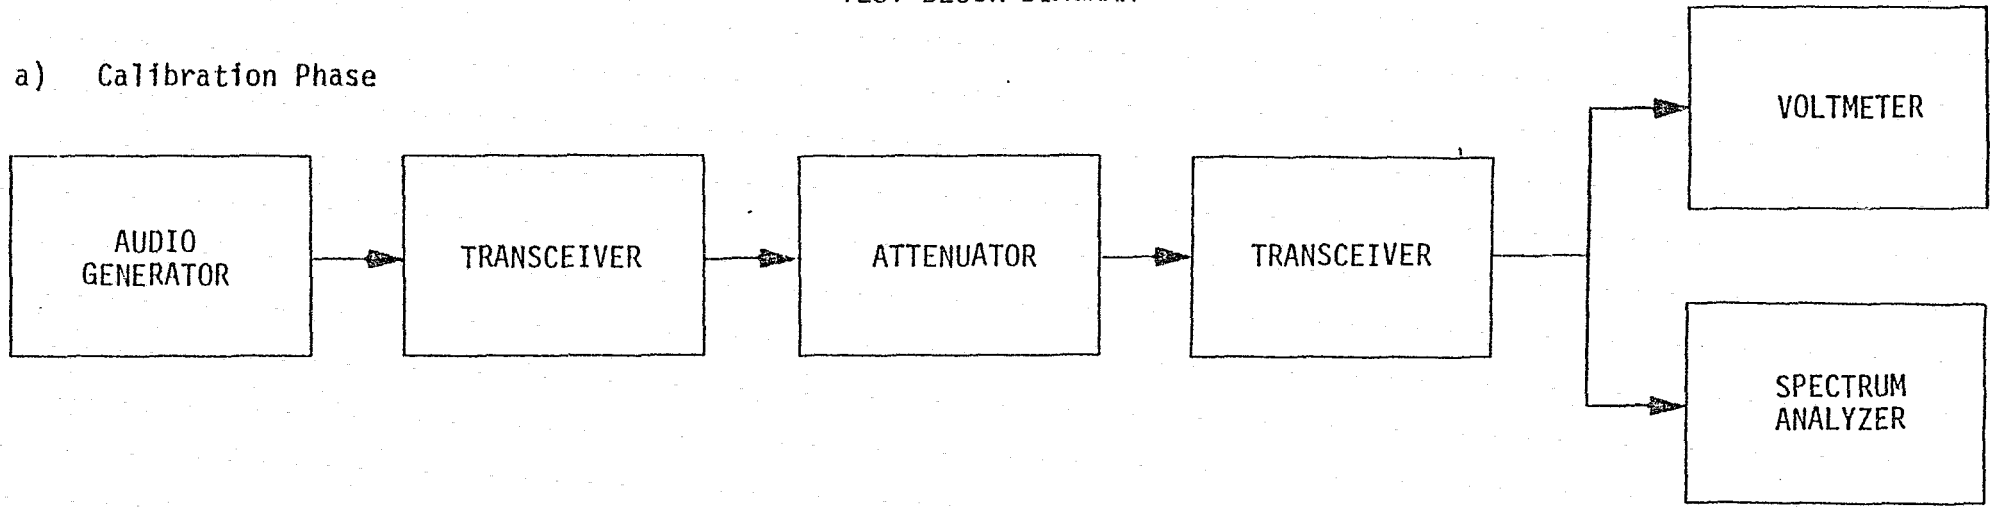 a) Calibration Phase
VOLTMETER
AUDIO
GENERATOR
TRANSCEIVER
ATTENUATOR
TRANSCEIVER
SPECTRUM
ANALYZER